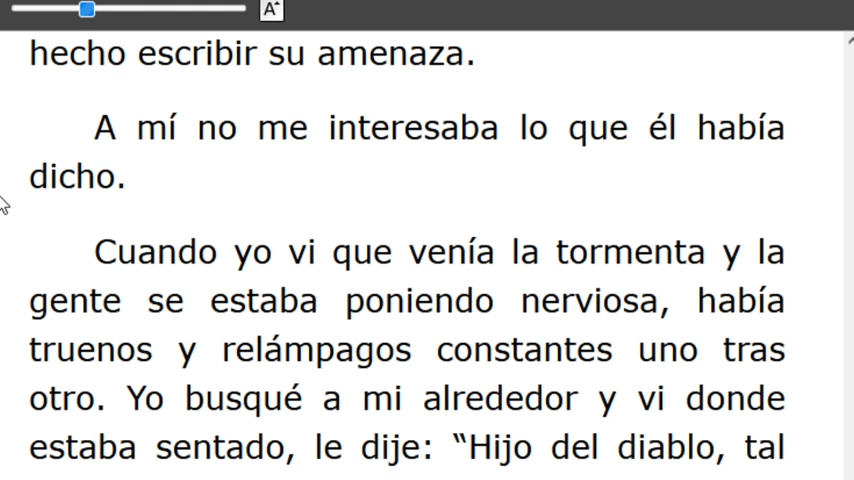 A
hecho escribir su amenaza.
A mí no me interesaba lo que él había
dicho.
Cuando yo vi que venía la tormenta y la
gente se estaba poniendo nerviosa, había
truenos y relámpagos constantes uno tras
otro. Yo busqué a mi alrededor y vi donde
estaba sentado, le dije: “Hijo del diablo, tal